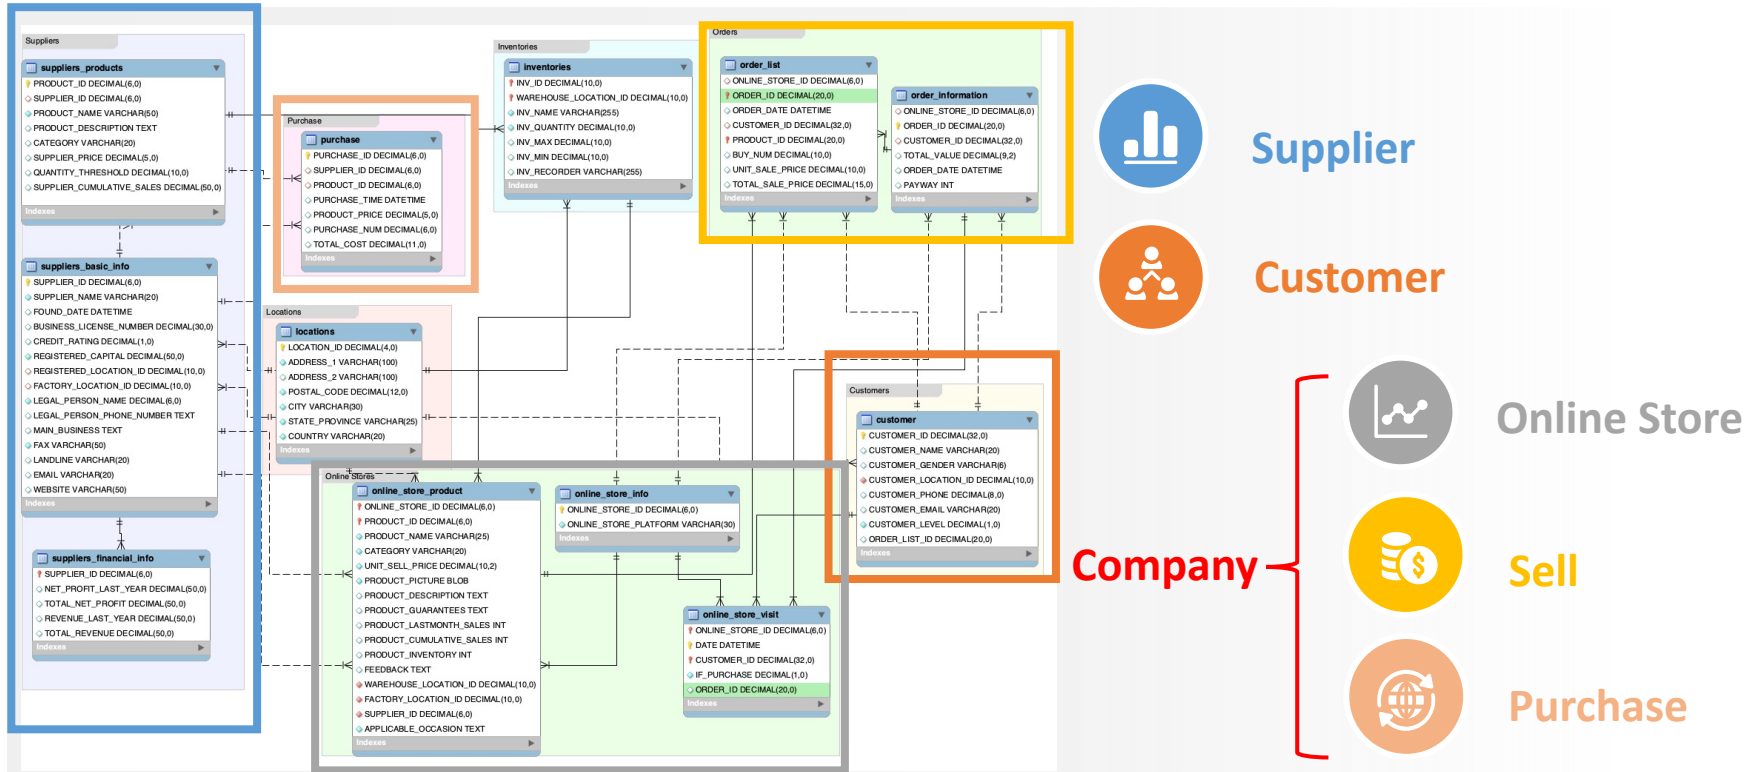 Suppliers
suppliers_products
PRODUCT_ID DECIMAL(6,0)
SUPPLIER_ID DECIMAL(6,0)
PRODUCT_NAME VARCHAR(50)
PRODUCT_DESCRIPTION TEXT
CATEGORY VARCHAR(20)
SUPPLIER_PRICE DECIMAL(5,0)
QUANTITY_THRESHOLD DECIMAL(10,0)
SUPPLIER_CUMULATIVE_SALES DECIMAL(50,0)
Indexes
suppliers_basic_info
SUPPLIER_ID DECIMAL(6,0)
SUPPLIER_NAME VARCHAR(20)
FOUND_DATE DATETIME
BUSINESS_LICENSE_NUMBER DECIMAL(30,0)
CREDIT_RATING DECIMAL(1,0)
REGISTERED_CAPITAL DECIMAL(50,0)
REGISTERED_LOCATION_ID DECIMAL(10,0)
FACTORY_LOCATION_ID DECIMAL(10,0)
LEGAL_PERSON_NAME DECIMAL(6,0)
LEGAL_PERSON_PHONE_NUMBER TEXT
MAIN_BUSINESS TEXT
FAX VARCHAR(50)
LANDLINE VARCHAR(20)
EMAIL VARCHAR(20)
WEBSITE VARCHAR(50)
Indexes
suppliers_financial_info
SUPPLIER_ID DECIMAL(6,0)
NET_PROFIT_LAST_YEAR DECIMAL(50,0)
TOTAL_NET_PROFIT DECIMAL(50,0)
REVENUE_LAST_YEAR DECIMAL(50,0)
TOTAL_REVENUE DECIMAL(50,0)
Indexes
Purchase
purchase
PURCHASE_ID DECIMAL(6,0)
SUPPLIER_ID DECIMAL(6,0)
PRODUCT_ID DECIMAL(6,0)
PURCHASE_TIME DATETIME
PRODUCT_PRICE DECIMAL(5,0)
PURCHASE_NUM DECIMAL(6,0)
TOTAL_COST DECIMAL(11,0)
Indexes
Locations
locations
LOCATION_ID DECIMAL(4,0)
ADDRESS_1 VARCHAR(100)
ADDRESS_2 VARCHAR(100)
POSTAL_CODE DECIMAL(12,0)
CITY VARCHAR(30)
STATE_PROVINCE VARCHAR(25)
COUNTRY VARCHAR(20)
Indexes
Inventories
inventories
INV_ID DECIMAL(10,0)
WAREHOUSE_LOCATION_ID DECIMAL(10,0)
INV_NAME VARCHAR(255)
INV_QUANTITY DECIMAL(10,0)
INV_MAX DECIMAL(10,0)
INV_MIN DECIMAL(10,0)
INV_RECORDER VARCHAR(255)
Indexes
Orders
order_list
ONLINE_STORE_ID DECIMAL(6,0)
ORDER_ID DECIMAL(20,0)
ORDER_DATE DATETIME
CUSTOMER_ID DECIMAL(32,0)
PRODUCT_ID DECIMAL(20,0)
BUY_NUM DECIMAL(10,0)
UNIT_SALE_PRICE DECIMAL(10,0)
TOTAL_SALE_PRICE DECIMAL(15,0)
Indexes
order_information
ONLINE_STORE_ID DECIMAL(6,0)
ORDER_ID DECIMAL(20,0)
CUSTOMER_ID DECIMAL(32,0)
TOTAL_VALUE DECIMAL(9,2)
ORDER_DATE DATETIME
PAYWAY INT
Indexes
Customers
customer
CUSTOMER_ID DECIMAL(32,0)
CUSTOMER_NAME VARCHAR(20)
CUSTOMER_GENDER VARCHAR(6)
CUSTOMER_LOCATION_ID DECIMAL(10,0)
CUSTOMER_PHONE DECIMAL(8,0)
CUSTOMER_EMAIL VARCHAR(20)
CUSTOMER_LEVEL DECIMAL(1,0)
ORDER_LIST_ID DECIMAL(20,0)
Indexes
Online Stores
online_store_product
ONLINE_STORE_ID DECIMAL(6,0)
PRODUCT_ID DECIMAL(6,0)
PRODUCT_NAME VARCHAR(25)
CATEGORY VARCHAR(20)
UNIT_SELL_PRICE DECIMAL(10,2)
PRODUCT_PICTURE BLOB
PRODUCT_DESCRIPTION TEXT
PRODUCT_GUARANTEES TEXT
PRODUCT_LASTMONTH_SALES INT
PRODUCT_CUMULATIVE_SALES INT
PRODUCT_INVENTORY INT
FEEDBACK TEXT
WAREHOUSE_LOCATION_ID DECIMAL(10,0)
FACTORY_LOCATION_ID DECIMAL(10,0)
SUPPLIER_ID DECIMAL(6,0)
APPLICABLE_OCCASION TEXT
Indexes
online_store_info
ONLINE_STORE_ID DECIMAL(6,0)
ONLINE_STORE_PLATFORM VARCHAR(30)
Indexes
online_store_visit
ONLINE_STORE_ID DECIMAL(6,0)
DATE DATETIME
CUSTOMER_ID DECIMAL(32,0)
IF_PURCHASE DECIMAL(1,0)
ORDER_ID DECIMAL(20,0)
Indexes
Supplier
Customer
Company
Online Store
Sell
Purchase